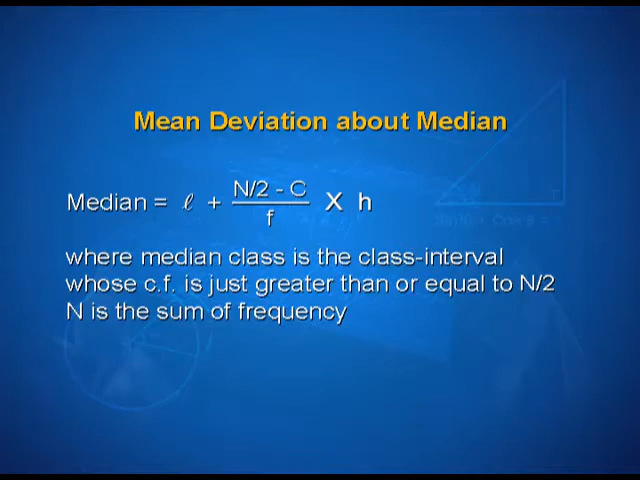 Mean Deviation about Median
Median = ℓ + N/2 - C / f X h
where median class is the class-interval
whose c.f. is just greater than or equal to N/2
N is the sum of frequency